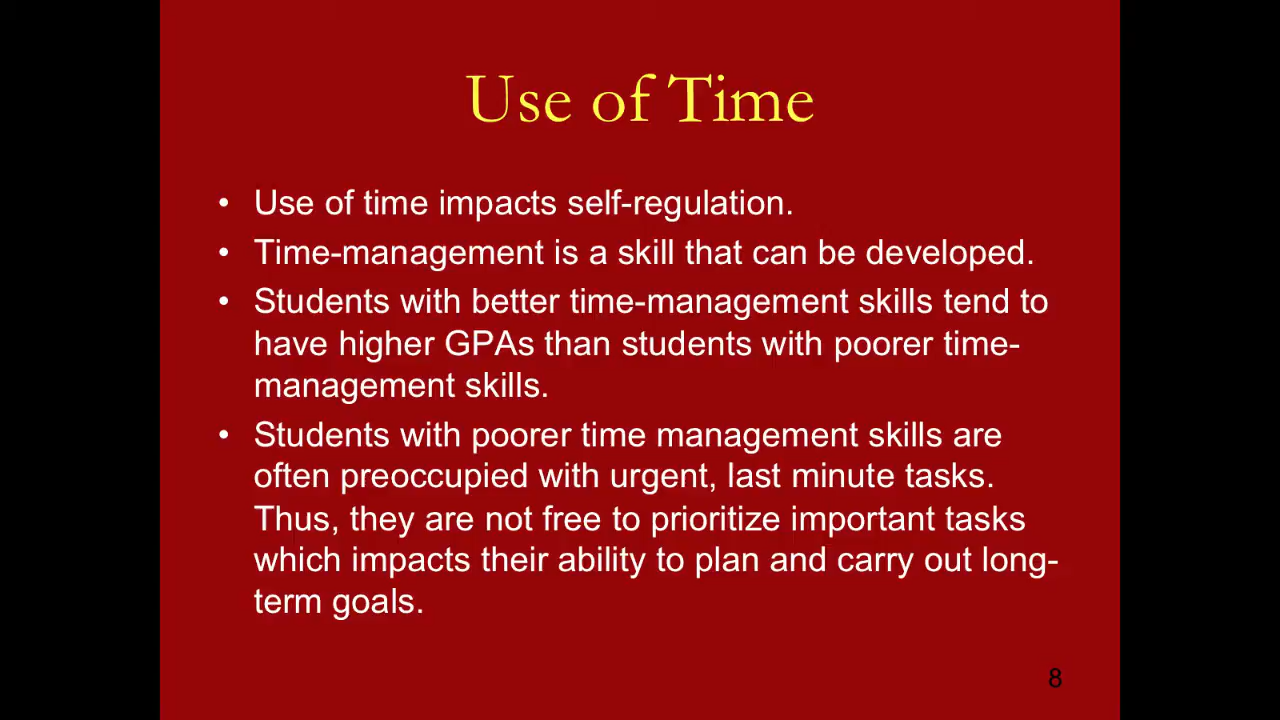 Use of Time
• Use of time impacts self-regulation.
• Time-management is a skill that can be developed.
• Students with better time-management skills tend to
have higher GPAs than students with poorer time-
management skills.
• Students with poorer time management skills are
often preoccupied with urgent, last minute tasks.
Thus, they are not free to prioritize important tasks
which impacts their ability to plan and carry out long-
term goals.
8